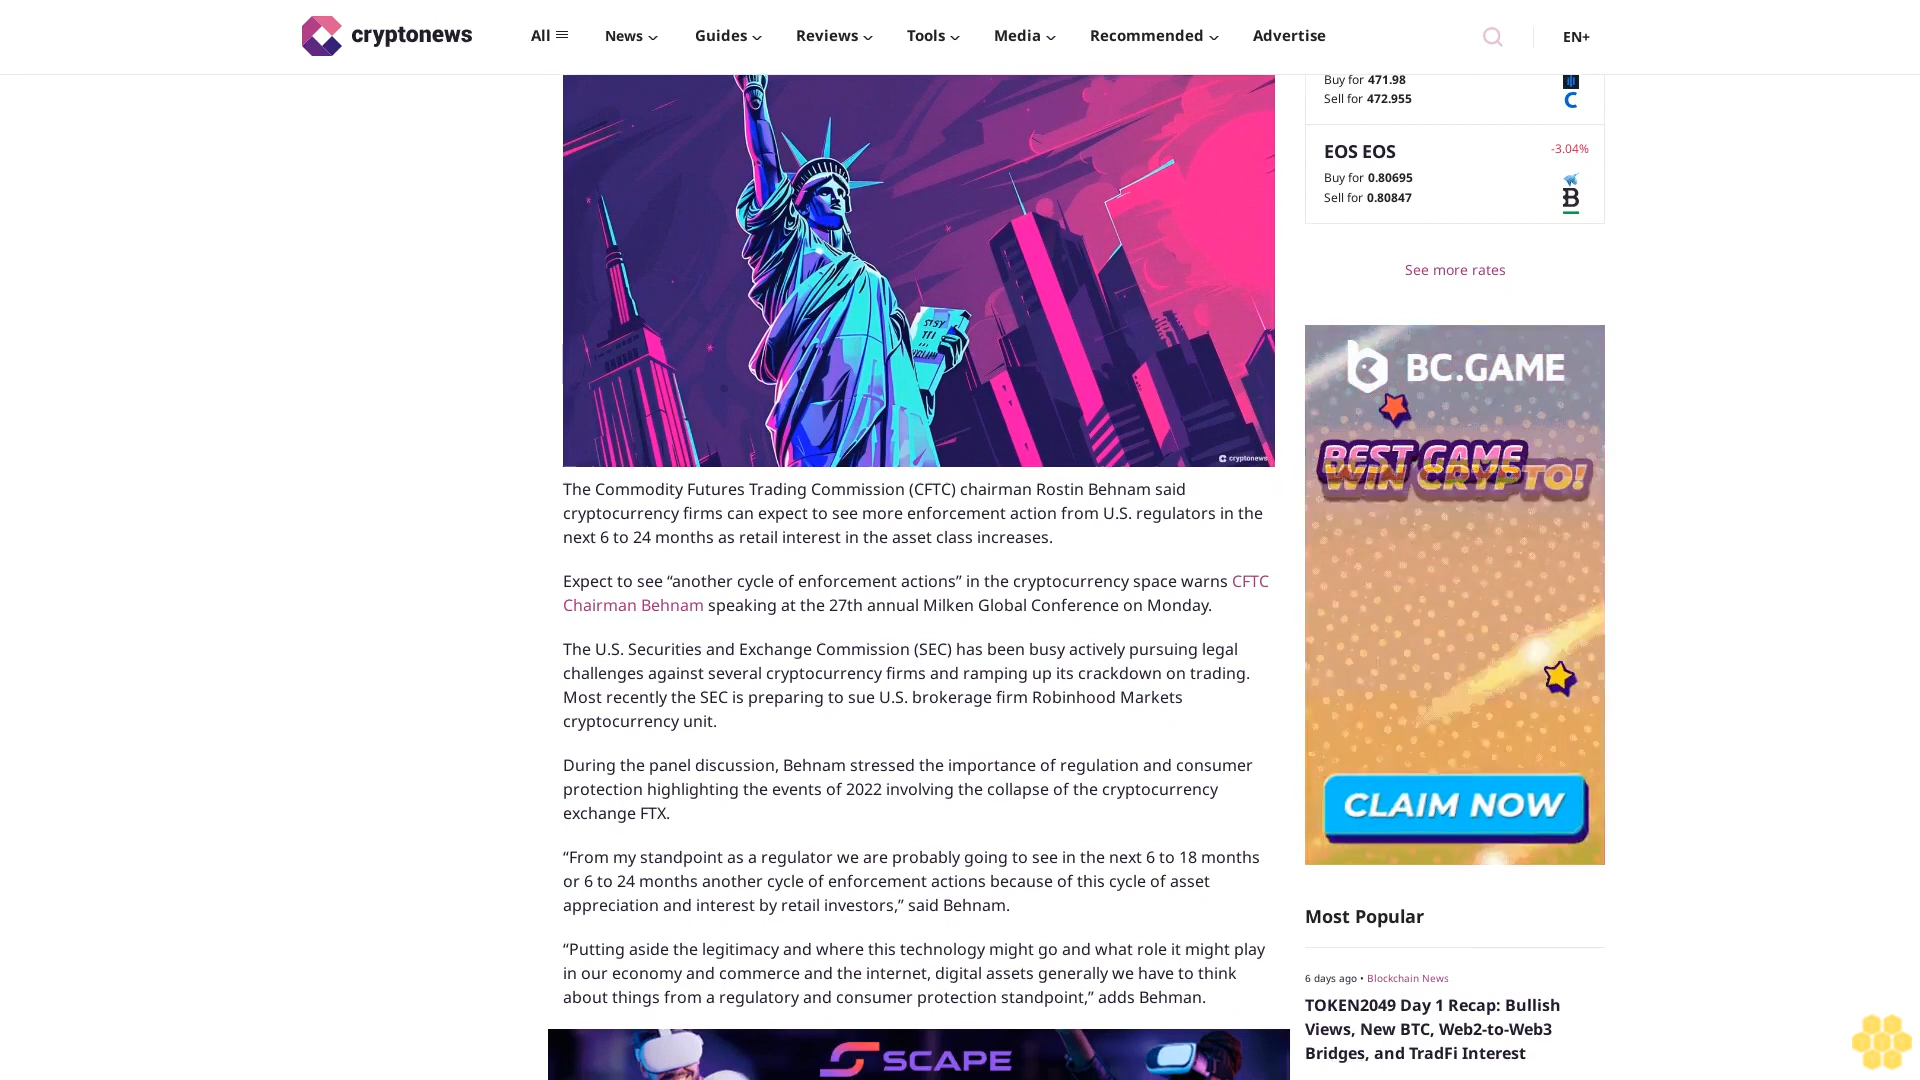 cryptonews
All
News
Guides
Reviews
Tools
Media
Recommended
Advertise
EN+
Buy for 471.98
Sell for 472.955
EOS EOS
-3.04%
Buy for 0.80695
Sell for 0.80847
See more rates
cryptonews
The Commodity Futures Trading Commission (CFTC) chairman Rostin Behnam said
cryptocurrency firms can expect to see more enforcement action from U.S. regulators in the
next 6 to 24 months as retail interest in the asset class increases.
Expect to see “another cycle of enforcement actions” in the cryptocurrency space warns CFTC
Chairman Behnam speaking at the 27th annual Milken Global Conference on Monday.
The U.S. Securities and Exchange Commission (SEC) has been busy actively pursuing legal
challenges against several cryptocurrency firms and ramping up its crackdown on trading.
Most recently the SEC is preparing to sue U.S. brokerage firm Robinhood Markets
cryptocurrency unit.
During the panel discussion, Behnam stressed the importance of regulation and consumer
protection highlighting the events of 2022 involving the collapse of the cryptocurrency
exchange FTX.
“From my standpoint as a regulator we are probably going to see in the next 6 to 18 months
or 6 to 24 months another cycle of enforcement actions because of this cycle of asset
appreciation and interest by retail investors,” said Behnam.
“Putting aside the legitimacy and where this technology might go and what role it might play
in our economy and commerce and the internet, digital assets generally we have to think
about things from a regulatory and consumer protection standpoint,” adds Behman.
SCAPE
BC.GAME
BEST GAME
WIN CRYPTO!
CLAIM NOW
Most Popular
6 days ago • Blockchain News
TOKEN2049 Day 1 Recap: Bullish
Views, New BTC, Web2-to-Web3
Bridges, and TradFi Interest